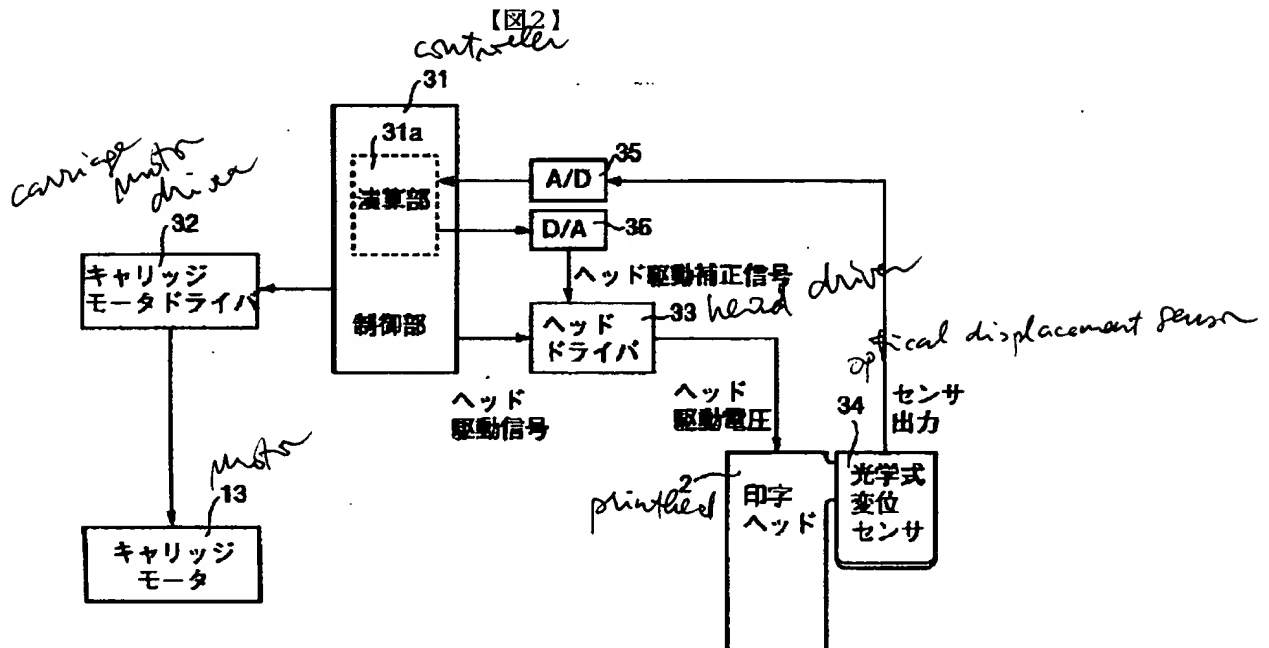 【図2】
controller
31
31a
演算部
制御部
35
A/D
D/A
36
carriage
motor
driver
32
キャリッジ
モータドライバ
ヘッド駆動補正信号
33
head driver
ヘッド
ドライバ
optical displacement sensor
ヘッド
駆動信号
ヘッド
駆動電圧
34
センサ
出力
motor
13
キャリッジ
モータ
printhead
2
印字
ヘッド
光学式
変位
センサ